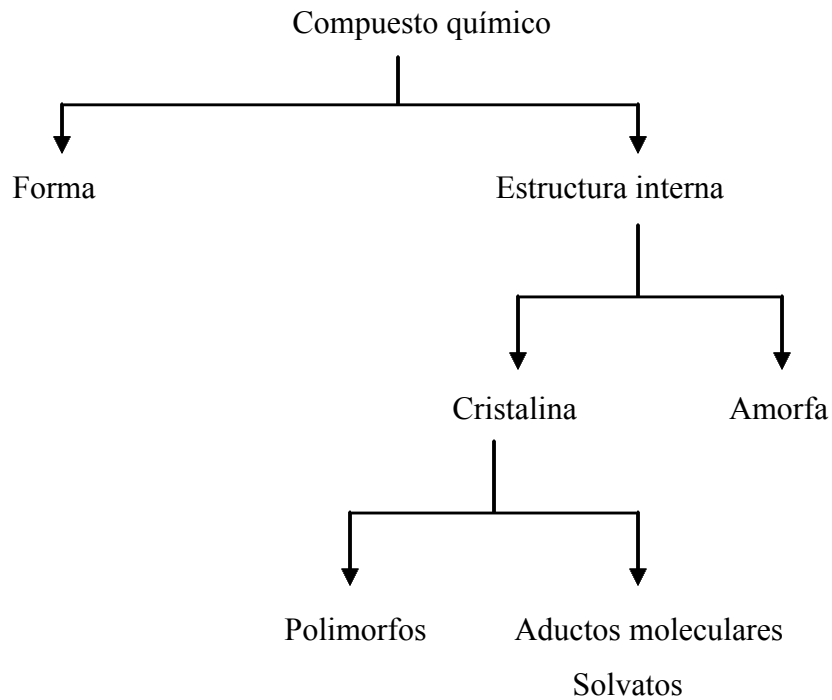 Compuesto químico
Forma
Estructura interna
Cristalina
Amorfa
Polimorfos
Aductos moleculares
Solvatos